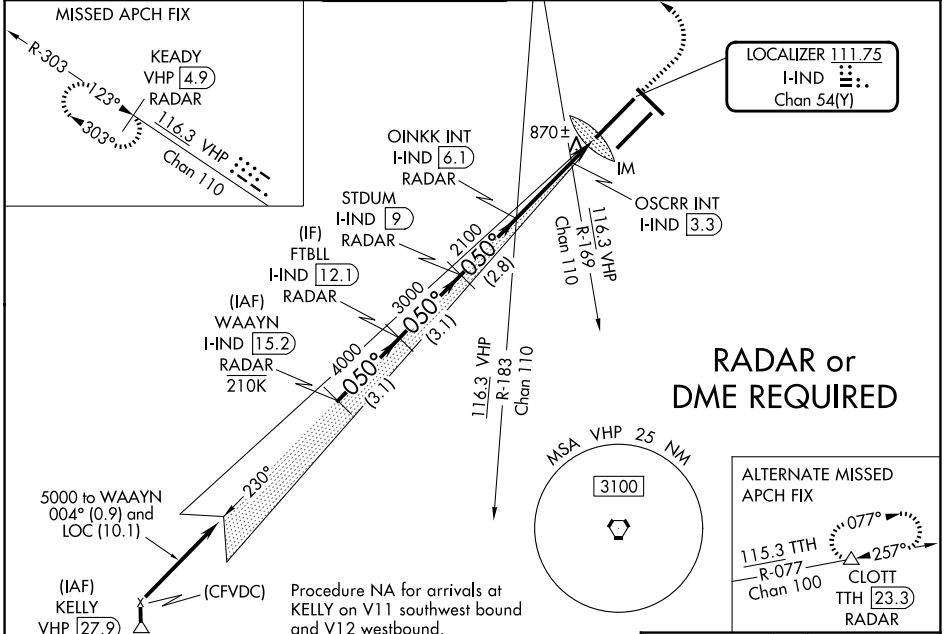 MISSED APCH FIX
R-303
KEADY
VHP 4.9
RADAR
123°
303°
116.3 VHP
Chan 110
LOCALIZER 111.75
I-IND
Chan 54(Y)
870±
IM
OINKK INT
I-IND 6.1
RADAR
OSCRR INT
I-IND 3.3
STDUM
I-IND 9
RADAR
(IF)
FTBLL
I-IND 12.1
RADAR
(IAF)
WAAYN
I-IND 15.2
RADAR
210K
2100
050°
(2.8)
3000
050°
(3.1)
4000
050°
(3.1)
116.3 VHP
R-169
Chan 110
116.3 VHP
R-183
Chan 110
RADAR or
DME REQUIRED
230°
MSA VHP 25 NM
3100
5000 to WAAYN
004° (0.9) and
LOC (10.1)
(IAF)
KELLY
VHP 27.9
(CFVDC)
Procedure NA for arrivals at
KELLY on V11 southwest bound
and V12 westbound.
ALTERNATE MISSED
APCH FIX
077°
257°
115.3 TTH
R-077
Chan 100
CLOTT
TTH 23.3
RADAR